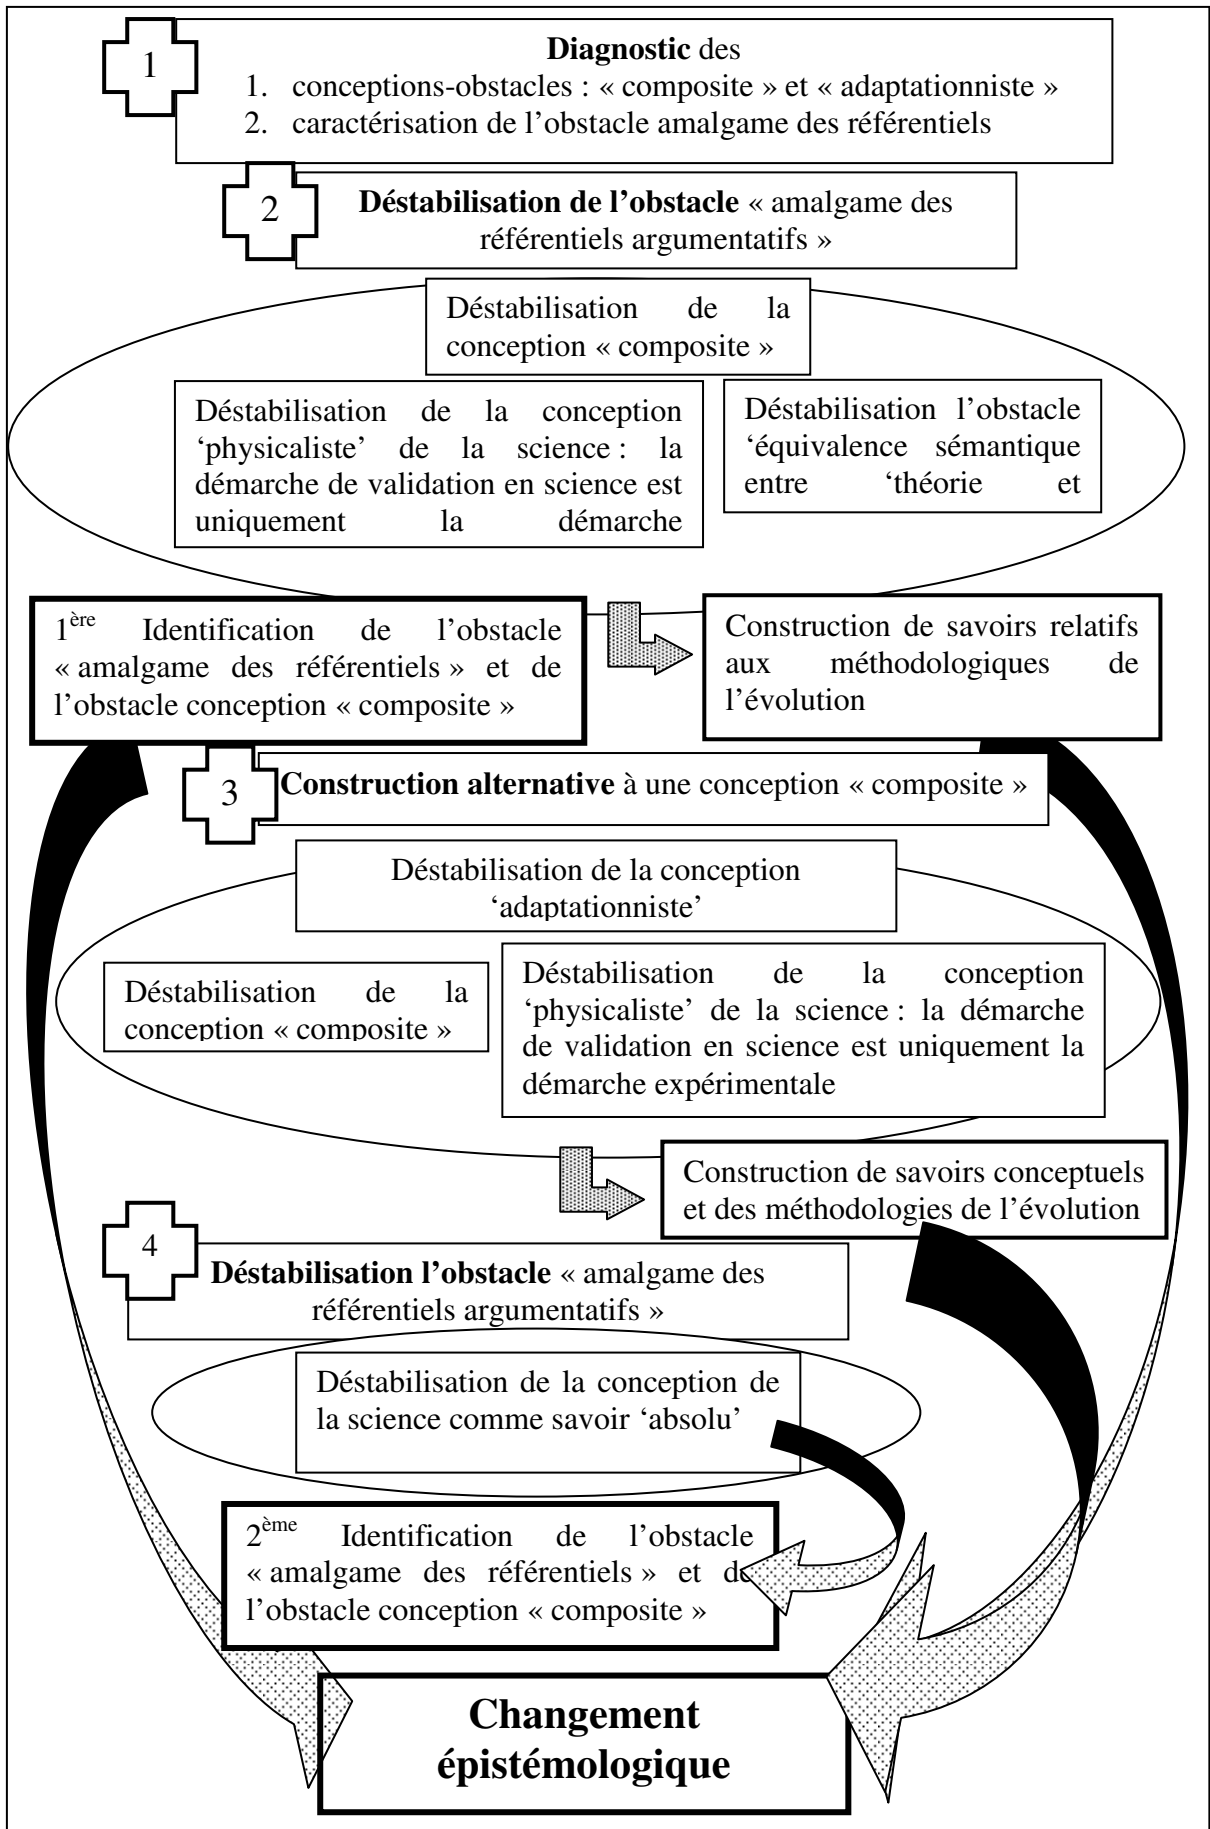 1
Diagnostic des
1. conceptions-obstacles : « composite » et « adaptationniste »
2. caractérisation de l’obstacle amalgame des référentiels
2
Déstabilisation de l’obstacle « amalgame des
référentiels argumentatifs »
Déstabilisation de la
conception « composite »
Déstabilisation de la conception
‘physicaliste’ de la science : la
démarche de validation en science est
uniquement la démarche
Déstabilisation l’obstacle
‘équivalence sémantique
entre ‘théorie et
1ère Identification de l’obstacle
« amalgame des référentiels » et de
l’obstacle conception « composite »
Construction de savoirs relatifs
aux méthodologiques de
l’évolution
3
Construction alternative à une conception « composite »
Déstabilisation de la conception
‘adaptationniste’
Déstabilisation de la
conception « composite »
Déstabilisation de la conception
‘physicaliste’ de la science : la démarche
de validation en science est uniquement la
démarche expérimentale
Construction de savoirs conceptuels
et des méthodologies de l’évolution
4
Déstabilisation l’obstacle « amalgame des
référentiels argumentatifs »
Déstabilisation de la conception de
la science comme savoir ‘absolu’
2ème Identification de l’obstacle
« amalgame des référentiels » et de
l’obstacle conception « composite »
Changement
épistémologique